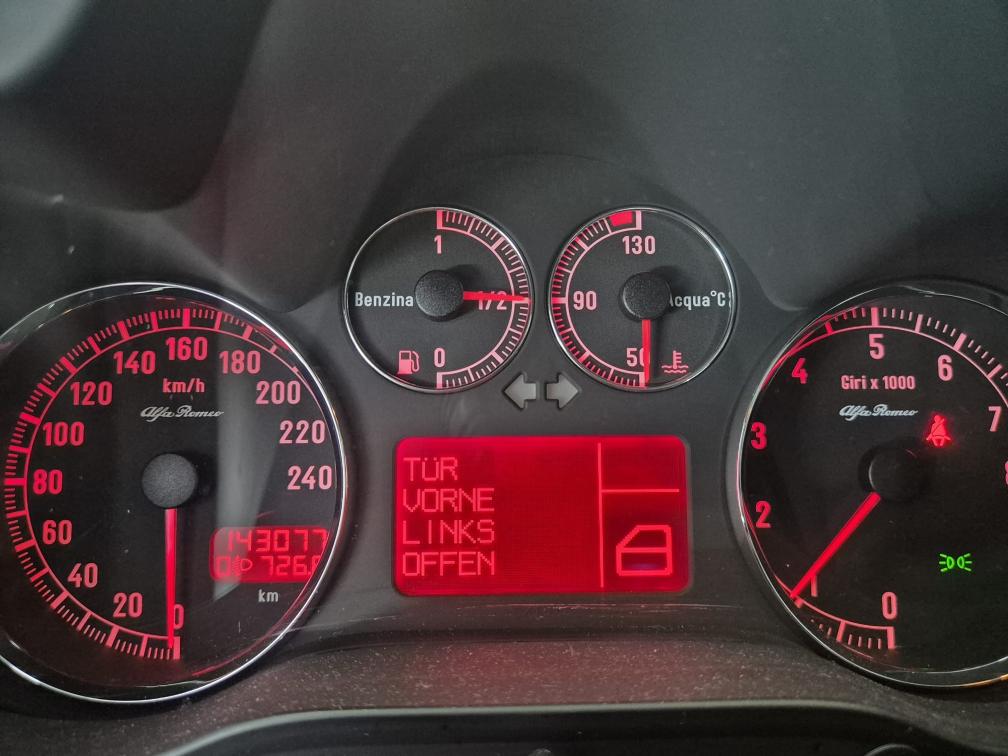 1
Benzina
1/2
0
130
90
Acqua°C
50
140
160
180
120
km/h
200
Alfa Romeo
100
220
80
240
60
143077
40
km
20
0
TÜR
VORNE
LINKS
OFFEN
5
4
6
Giri x 1000
Alfa Romeo
7
3
2
1
0